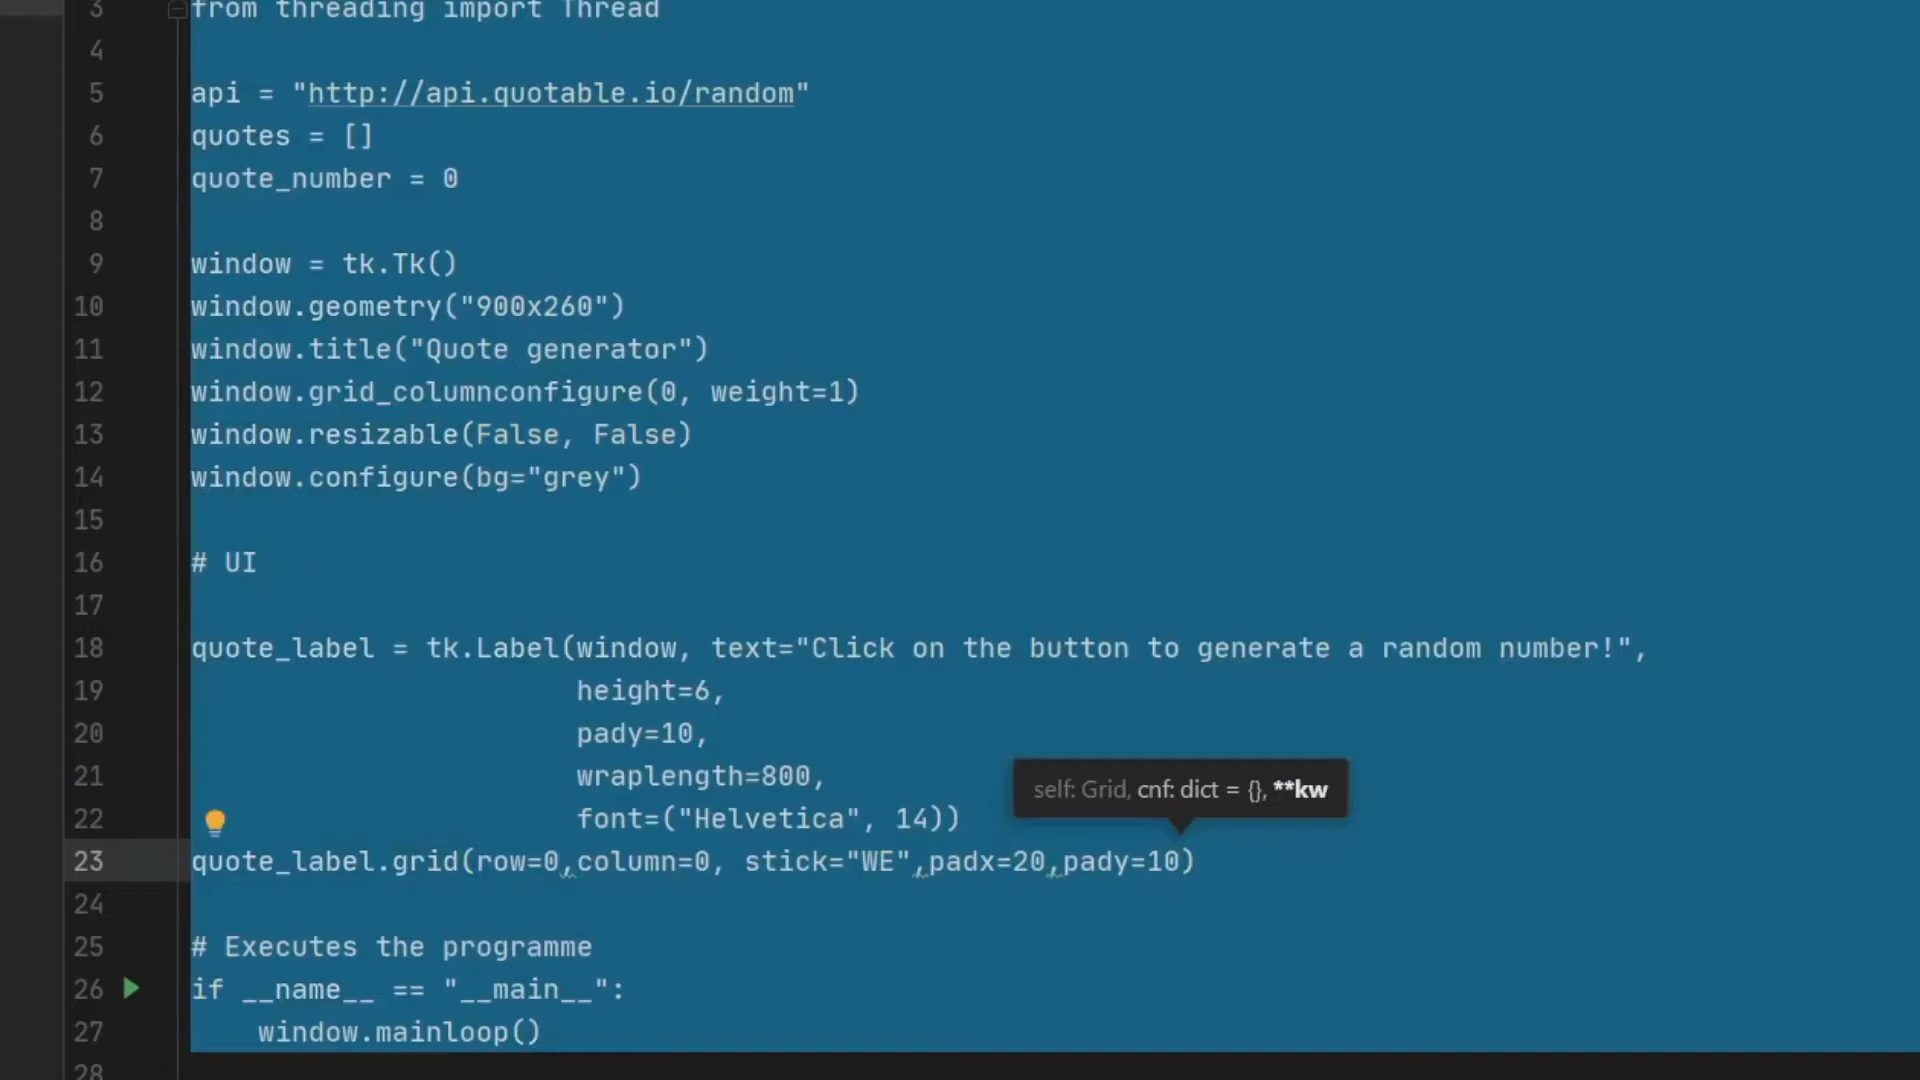 3 from threading import Thread
4
5 api = "http://api.quotable.io/random"
6 quotes = []
7 quote_number = 0
8
9 window = tk.Tk()
10 window.geometry("900x260")
11 window.title("Quote generator")
12 window.grid_columnconfigure(0, weight=1)
13 window.resizable(False, False)
14 window.configure(bg="grey")
15
16 # UI
17
18 quote_label = tk.Label(window, text="Click on the button to generate a random number!",
19 height=6,
20 pady=10,
21 wraplength=800,
self: Grid, cnf: dict = {}, **kw
22 font=("Helvetica", 14))
23 quote_label.grid(row=0,column=0, stick="WE",padx=20,pady=10)
24
25 # Executes the programme
26 if __name__ == "__main__":
27 window.mainloop()
28